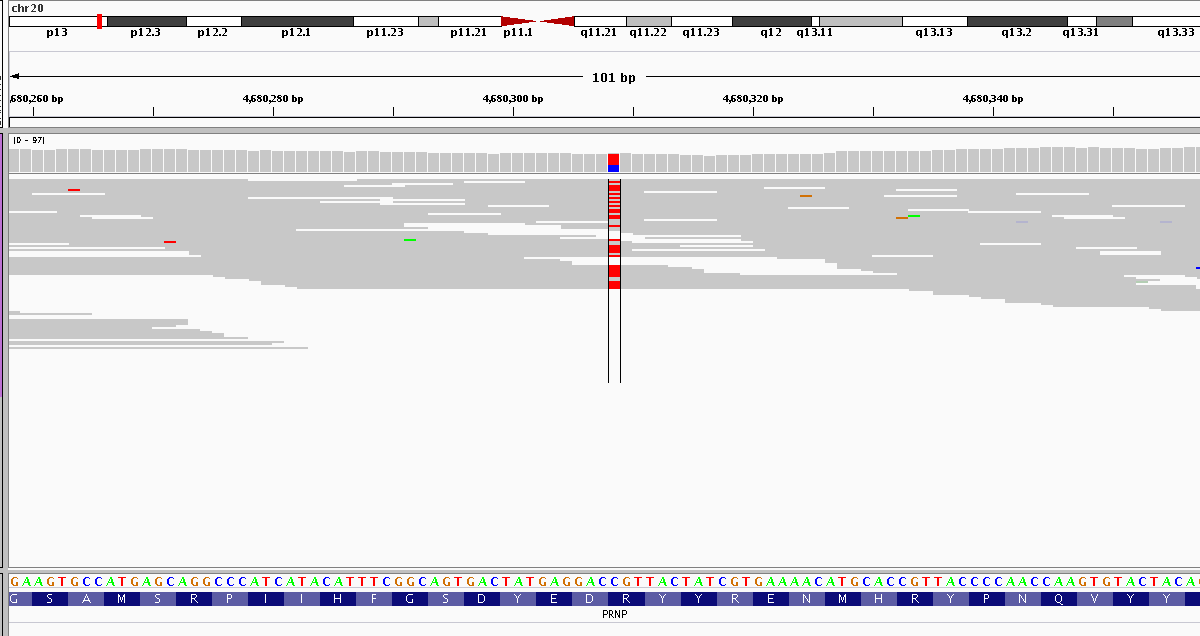 chr20
p13 p12.3 p12.2 p12.1 p11.23 p11.21 p11.1 q11.21 q11.22 q11.23 q12 q13.11 q13.13 q13.2 q13.31 q13.33
101 bp
680,260 bp 4,680,280 bp 4,680,300 bp 4,680,320 bp 4,680,340 bp
[0 - 97]
GAAGTGCCATGAGCAGGCCCATCATACATTTCGGCAGTGACTATGAGGACCGTTACTATCGTGAAAACATGCACCGTTACCCCAACCAAGTGTACTACA
G S A M S R P I I H F G S D Y E D R Y Y R E N M H R Y P N Q V Y Y
PRNP